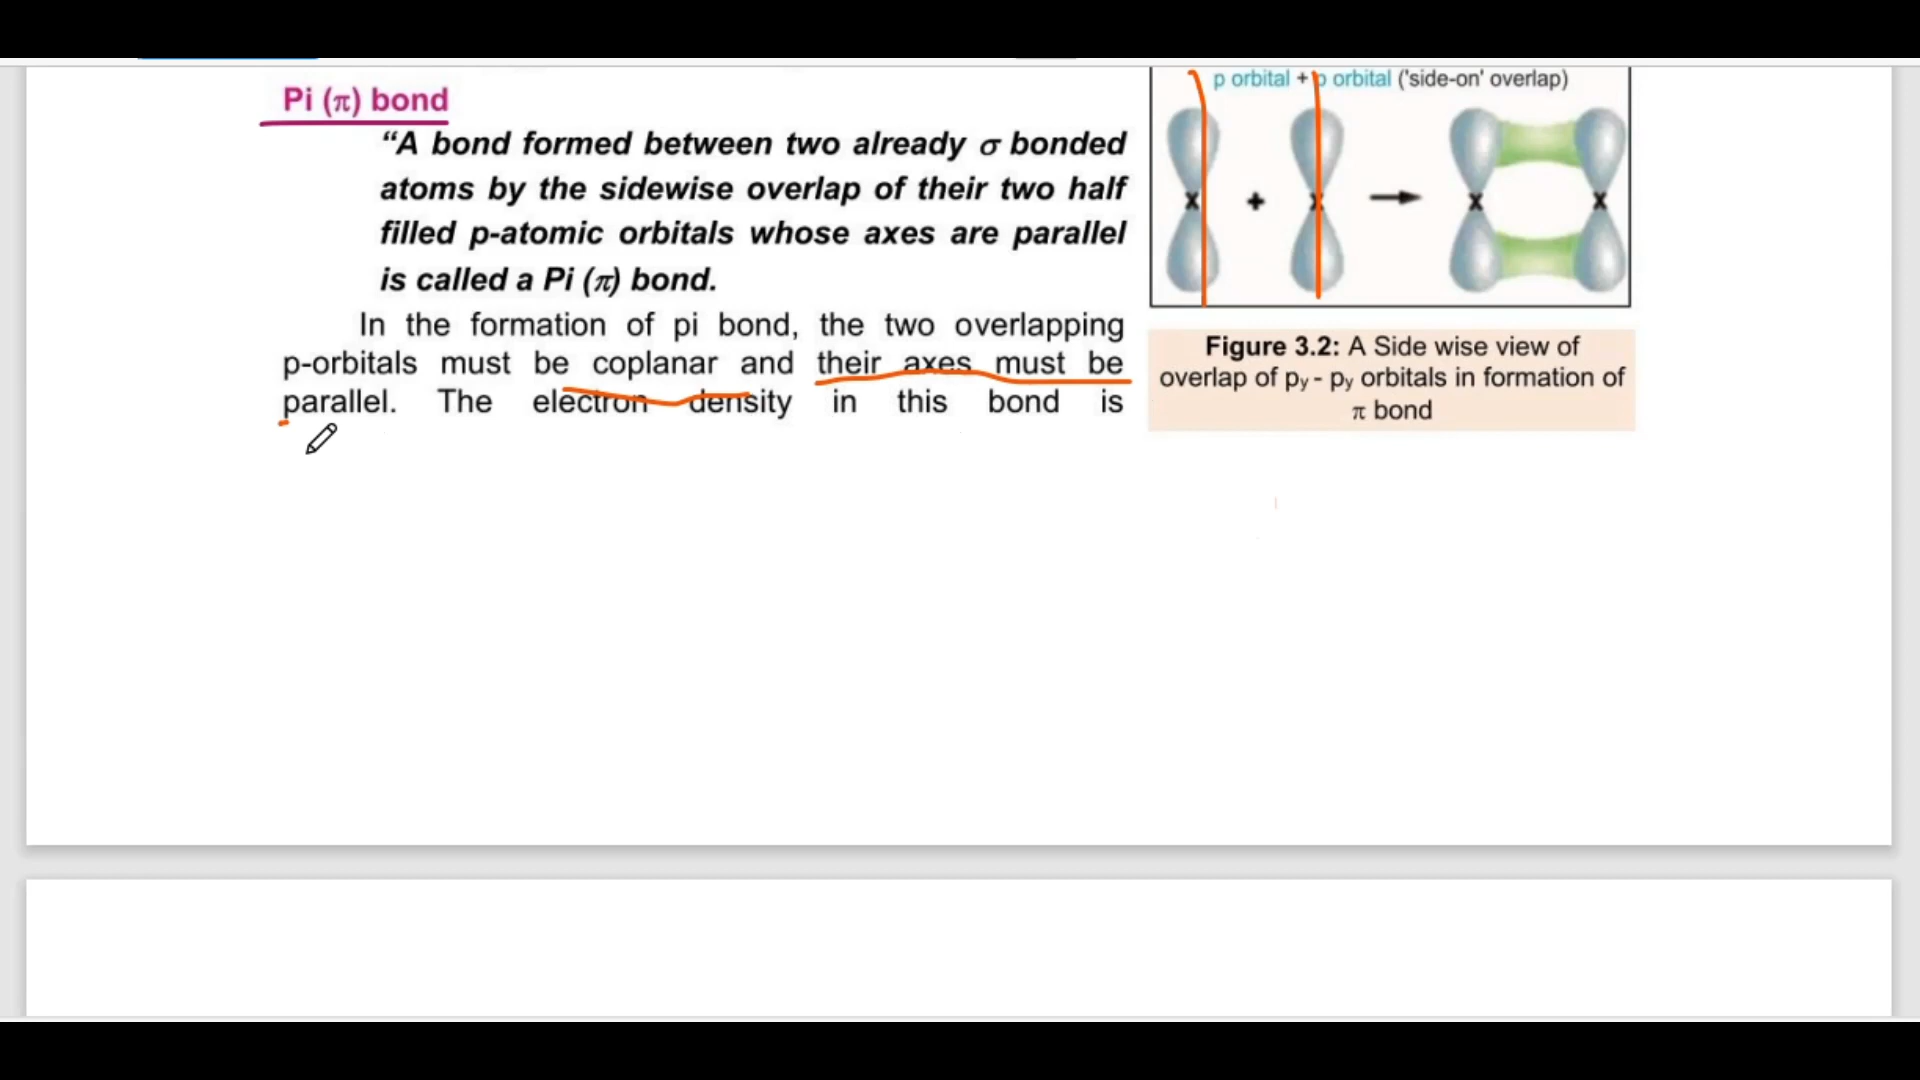 Pi (π) bond
“A bond formed between two already σ bonded
atoms by the sidewise overlap of their two half
filled p-atomic orbitals whose axes are parallel
is called a Pi (π) bond.
In the formation of pi bond, the two overlapping
p-orbitals must be coplanar and their axes must be
parallel. The electron density in this bond is
p orbital + p orbital ('side-on' overlap)
x + x x x
Figure 3.2: A Side wise view of
overlap of py - py orbitals in formation of
π bond